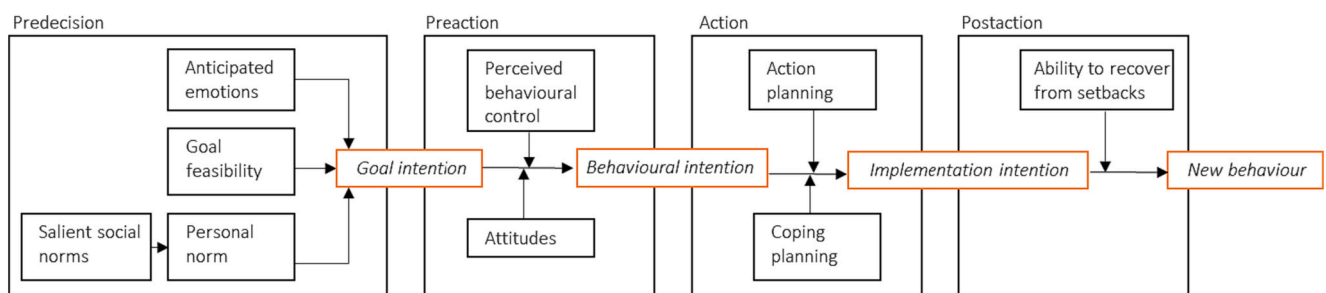 Predecision
Anticipated
emotions
Goal
feasibility
Salient social
norms
Personal
norm
Goal intention
Preaction
Perceived
behavioural
control
Attitudes
Behavioural intention
Action
Action
planning
Coping
planning
Implementation intention
Postaction
Ability to recover
from setbacks
New behaviour